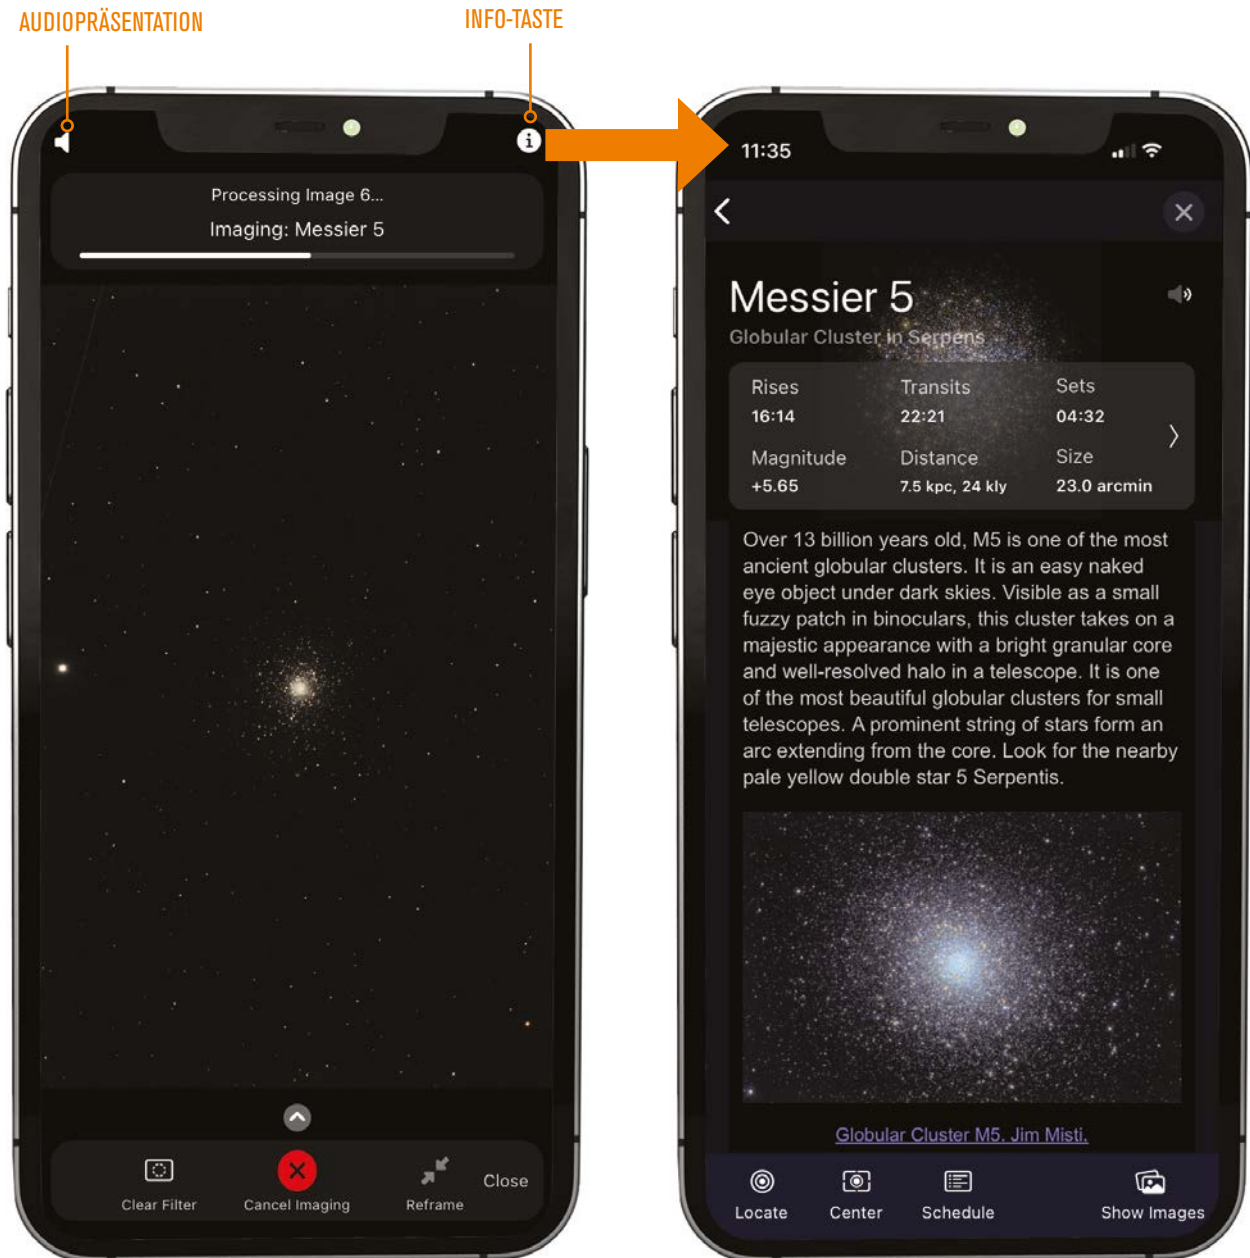 AUDIOPRÄSENTATION
INFO-TASTE
Processing Image 6...
Imaging: Messier 5
Clear Filter
Cancel Imaging
Reframe
Close
11:35
Messier 5
Globular Cluster in Serpens
Rises
Transits
Sets
16:14
22:21
04:32
Magnitude
Distance
Size
+5.65
7.5 kpc, 24 kly
23.0 arcmin
Over 13 billion years old, M5 is one of the most
ancient globular clusters. It is an easy naked
eye object under dark skies. Visible as a small
fuzzy patch in binoculars, this cluster takes on a
majestic appearance with a bright granular core
and well-resolved halo in a telescope. It is one
of the most beautiful globular clusters for small
telescopes. A prominent string of stars form an
arc extending from the core. Look for the nearby
pale yellow double star 5 Serpentis.
Globular Cluster M5. Jim Misti.
Locate
Center
Schedule
Show Images